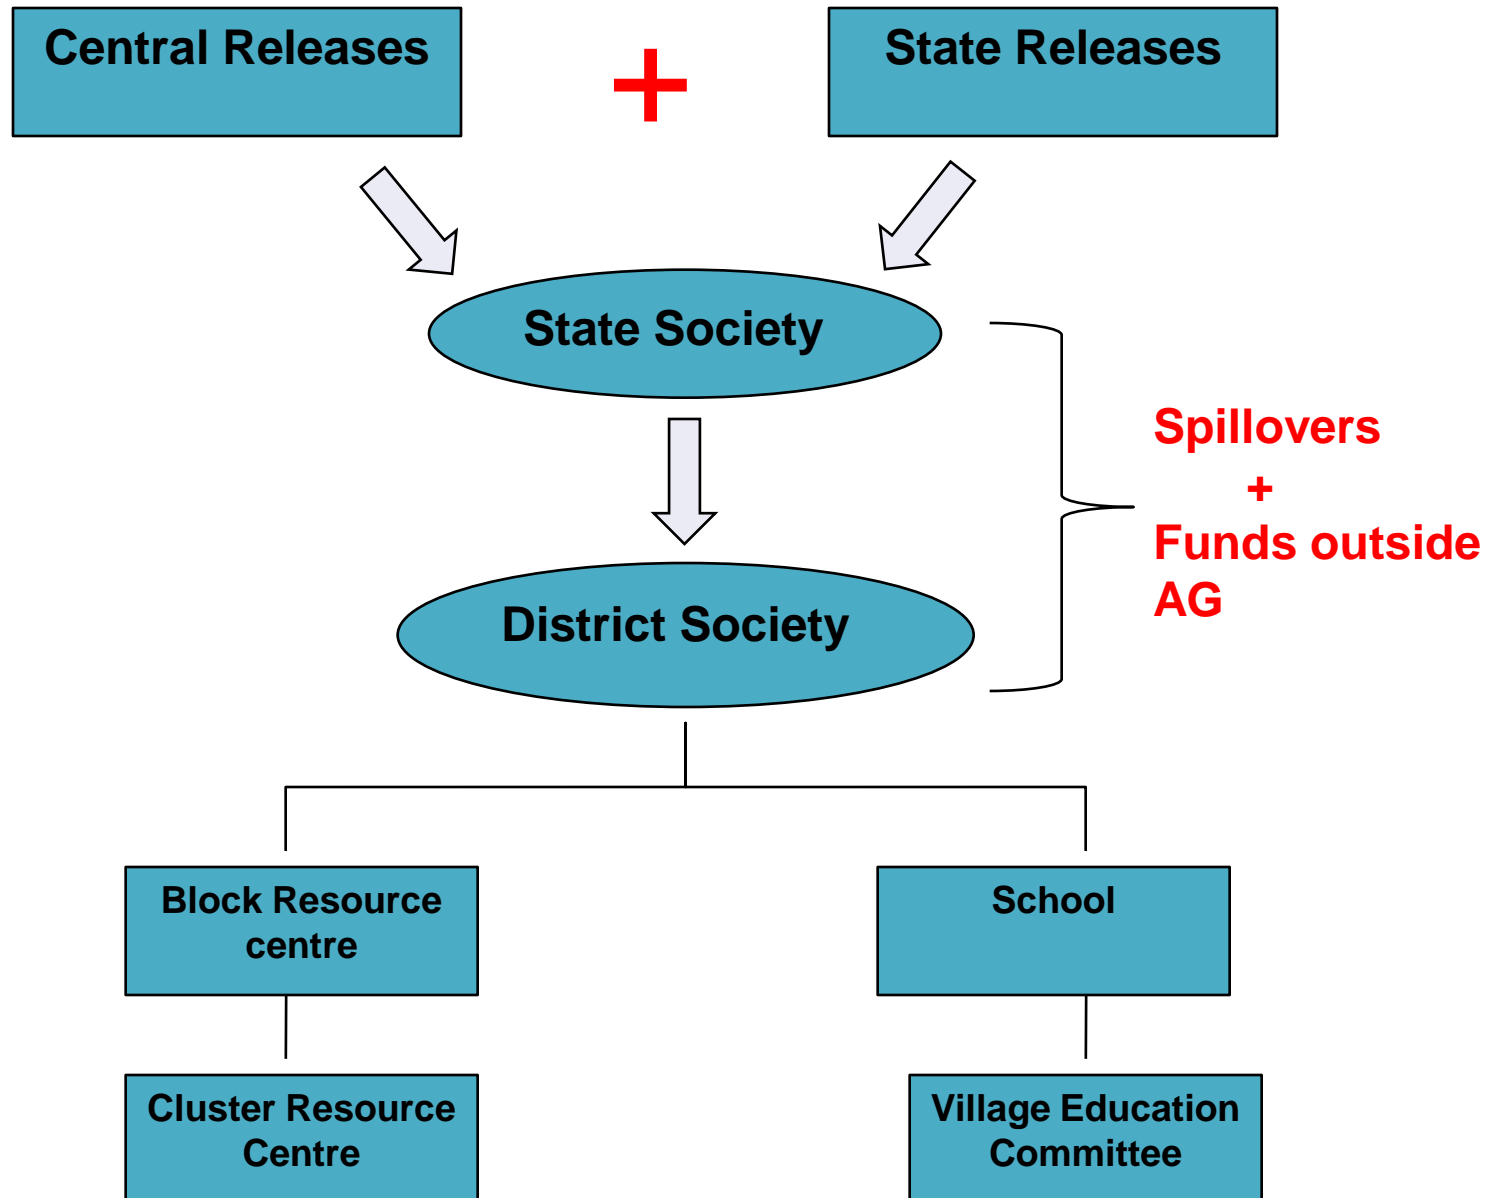 Central Releases
+
State Releases
State Society
Spillovers
+
Funds outside
AG
District Society
Block Resource
centre
School
Cluster Resource
Centre
Village Education
Committee